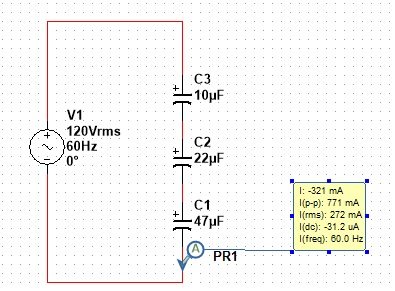 C3
10µF
V1
120Vrms
60Hz
0°
C2
22µF
C1
47µF
A
PR1
I: -321 mA
I(p-p): 771 mA
I(rms): 272 mA
I(dc): -31.2 uA
I(freq): 60.0 Hz